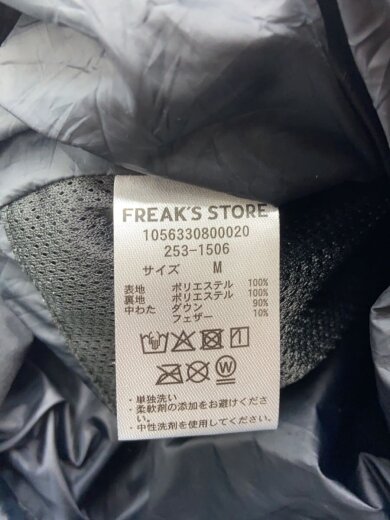 FREAK'S STORE
1056330800020
253-1506
サイズ M
表地 ポリエステル 100%
裏地 ポリエステル 100%
中わた ダウン 90%
フェザー 10%
W
・単独洗い
・柔軟剤の添加をお避けくださ
い。
・中性洗剤を使用してください。